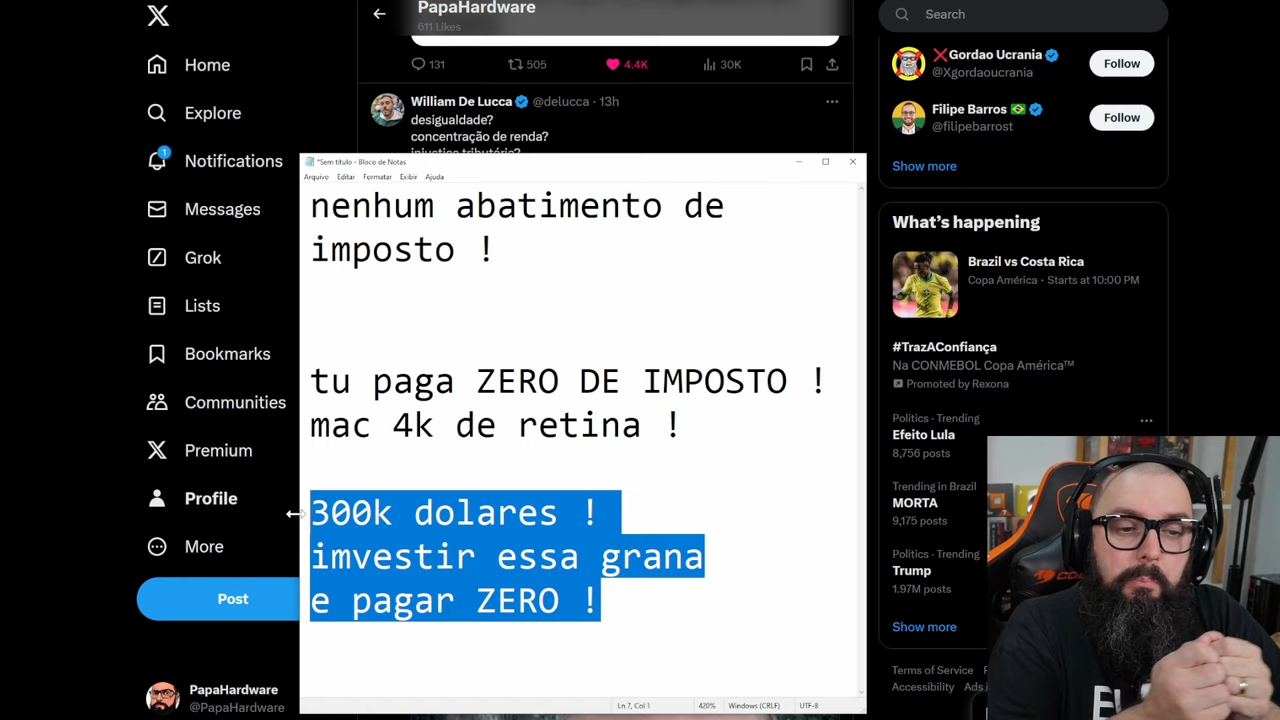 PapaHardware
611 Likes
131
505
4.4K
30K
William De Lucca @delucca · 13h
desigualdade?
concentração de renda?
injustiça tributária?
Home
Explore
1
Notifications
Messages
Grok
Lists
Bookmarks
Communities
Premium
Profile
More
Post
PapaHardware
@PapaHardware
*Sem título - Bloco de Notas
Arquivo Editar Formatar Exibir Ajuda
nenhum abatimento de
imposto !
tu paga ZERO DE IMPOSTO !
mac 4k de retina !
300k dolares !
imvestir essa grana
e pagar ZERO !
Ln 7, Col 1 420% Windows (CRLF) UTF-8
Search
Gordao Ucrania
@Xgordaoucrania
Follow
Filipe Barros
@filipebarrost
Follow
Show more
What's happening
Brazil vs Costa Rica
Copa América · Starts at 10:00 PM
#TrazAConfiança
Na CONMEBOL Copa América™
Promoted by Rexona
Politics · Trending
Efeito Lula
8,756 posts
Trending in Brazil
MORTA
9,175 posts
Politics · Trending
Trump
1.97M posts
Show more
Terms of Service
Accessibility Ads